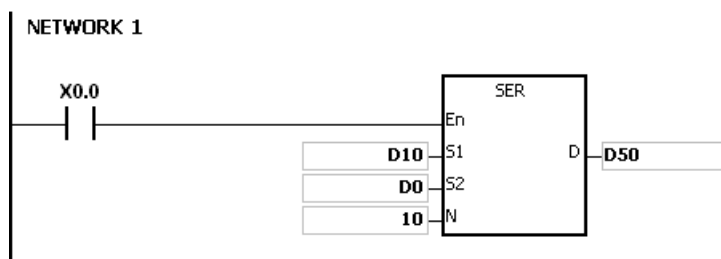 NETWORK 1
X0.0
SER
En
D10 S1 D D50
D0 S2
10 N